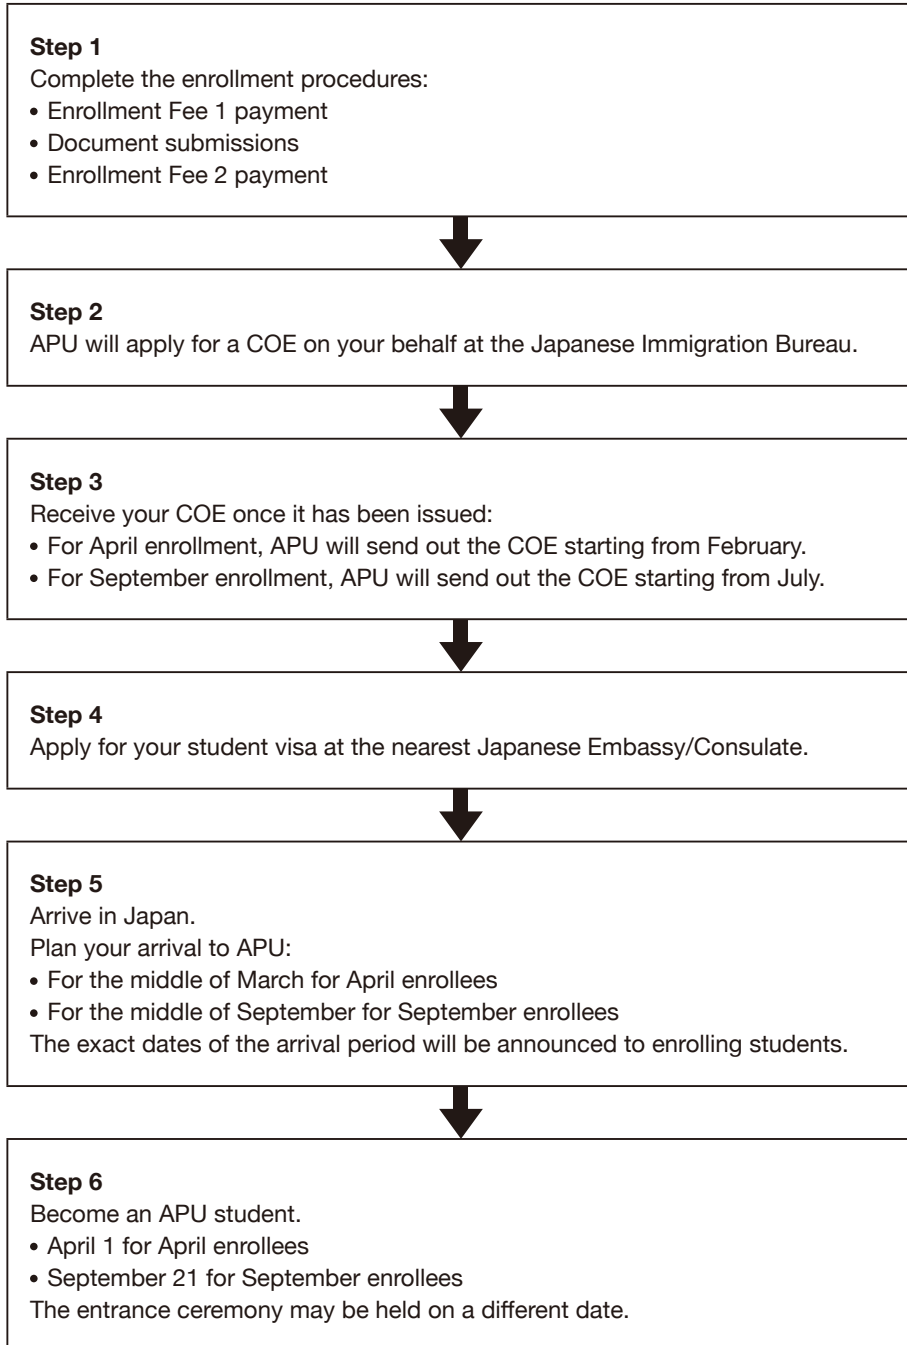 Step 1
Complete the enrollment procedures:
• Enrollment Fee 1 payment
• Document submissions
• Enrollment Fee 2 payment
Step 2
APU will apply for a COE on your behalf at the Japanese Immigration Bureau.
Step 3
Receive your COE once it has been issued:
• For April enrollment, APU will send out the COE starting from February.
• For September enrollment, APU will send out the COE starting from July.
Step 4
Apply for your student visa at the nearest Japanese Embassy/Consulate.
Step 5
Arrive in Japan.
Plan your arrival to APU:
• For the middle of March for April enrollees
• For the middle of September for September enrollees
The exact dates of the arrival period will be announced to enrolling students.
Step 6
Become an APU student.
• April 1 for April enrollees
• September 21 for September enrollees
The entrance ceremony may be held on a different date.